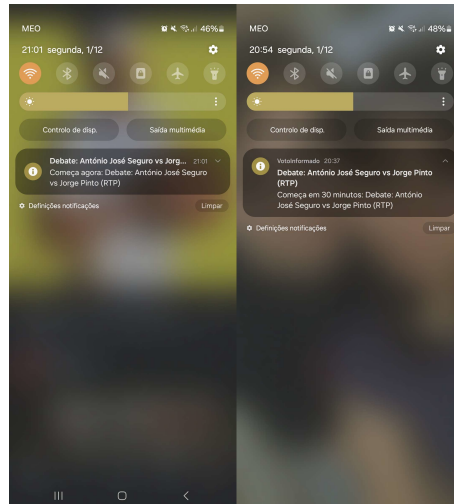 MEO
46%
21:01 segunda, 1/12
Controlo de disp.
Saída multimédia
Debate: António José Seguro vs Jorg... 21:01
Começa agora: Debate: António José Seguro
vs Jorge Pinto (RTP)
Definições notificações
Limpar
MEO
48%
20:54 segunda, 1/12
Controlo de disp.
Saída multimédia
VotoInformado 20:37
Debate: António José Seguro vs Jorge Pinto
(RTP)
Começa em 30 minutos: Debate: António
José Seguro vs Jorge Pinto (RTP)
Definições notificações
Limpar